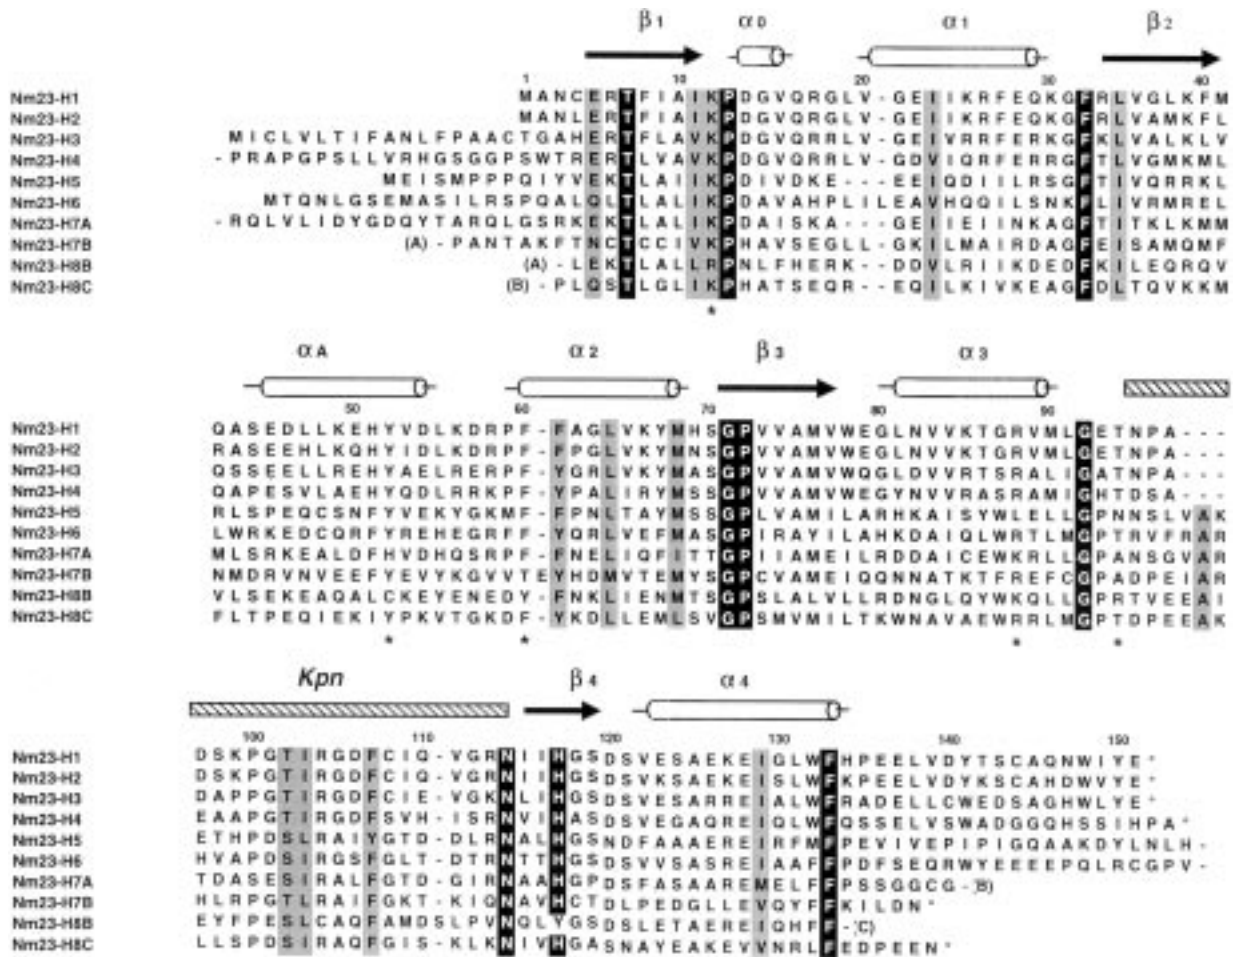 β1 αD α1 β2
1 10 20 30 40
Nm23-H1 MANCERTFIAIKPDGVQRGLV-GEIIKRFEQKGFRLVGLKFM
Nm23-H2 MANLERTFIAIKPDGVQRGLV-GEIIKRFEQKGFRLVAMKFL
Nm23-H3 MICLVLTIFANLFPAACTGAHERTFLAVKPDGVQRRLV-GEIVRRFERKGFKLVALKLV
Nm23-H4 -PRAPGPSLLVRHGSGGPSWTRERTLVAVKPDGVQRRLV-GDVIQRFERRGFTLVGMKML
Nm23-H5 MEISMPPPQIYVEKTLAIIKPDIVDKE---EEIQDIILRSGFTIVQRRKL
Nm23-H6 MTQNLGSEMASILRSPQALQLTLALIKPDAVAHPLILEAVHQQILSNKFLIVRMREL
Nm23-H7A -RQLVLIDYGDQYTARQLGSRKEKTLALIKPDAISKA---GEIIEIINKAGFTITKLKMM
Nm23-H7B (A)-PANTAKFTNCTCCIVKPHAVSEGLL-GKILMAIRDAGFEISAMQMF
Nm23-H8B (A)-LEKTLALLRPNLFHERK--DDVLRIIKDEDFKILEQRQV
Nm23-H8C (B)-PLQSTLGLIKPHATSEQR--EQILKIVKEAGFDLTQVKKM
*
αA α2 β3 α3
50 60 70 80 90
Nm23-H1 QASEDLLKEHYVDLKDRPF-FAGLVKYMHSGPVVAMVWEGLNVVKTGRVMLGETNPA---
Nm23-H2 RASEEHLKQHYIDLKDRPF-FPGLVKYMNSGPVVAMVWEGLNVVKTGRVMLGETNPA---
Nm23-H3 QSSEELLREHYAELRERPF-YGRLVKYMASGPVVAMVWQGLDVVRTSRALIGATNPA---
Nm23-H4 QAPESVLAEHYQDLRRKPF-YPALIRYMSSGPVVAMVWEGYNVVRASRAMIGHTDSA---
Nm23-H5 RLSPEQCSNFYVEKYGKMF-FPNLTAYMSSGPLVAMILARHKAISYWLELLGPNNSLVAK
Nm23-H6 LWRKEDCQRFYREHEGRFF-YQRLVEFMASGPIRAYILAHKDAIQLWRTLMGPTRVFRAR
Nm23-H7A MLSRKEALDFHVDHQSRPF-FNELIQFITTGPIIAMEILRDDAICEWKRLLGPANSGVAR
Nm23-H7B NMDRVNVEEFYEVYKGVVTEYHDMVTEMYSGPCVAMEIQQNNATKTFREFCGPADPEIAR
Nm23-H8B VLSEKEAQALCKEYENEDY-FNKLIENMTSGPSLALVLLRDNGLQYWKQLLGPRTVEEAI
Nm23-H8C FLTPEQIEKIYPKVTGKDF-YKDLLEMLSVGPSMVMILTKWNAVAEWRRLMGPTDPEEAK
* * * *
Kpn β4 α4
100 110 120 130 140 150
Nm23-H1 DSKPGTIRGDFCIQ-VGRNIIHGSDSVESAEKEIGLWFHPEELVDYTSCAQNWIYE*
Nm23-H2 DSKPGTIRGDFCIQ-VGRNIIHGSDSVKSAEKEISLWFKPEELVDYKSCAHDWVYE*
Nm23-H3 DAPPGTIRGDFCIE-VGKNLIHGSDSVESARREIALWFRADELLCWEDSAGHWLYE*
Nm23-H4 EAAPGTIRGDFSVH-ISRNVIHASDSVEGAQREIQLWFQSSELVSWADGGQHSSIHPA*
Nm23-H5 ETHPDSLRAIYGTD-DLRNALHGSNDFAAAEREIRFMFPEVIVEPIPIGQAAKDYLNLH-
Nm23-H6 HVAPDSIRGSFGLT-DTRNTTHGSDSVVSASREIAAFFPDFSEQRWYEEEEPQLRCGPV-
Nm23-H7A TDASESIRALFGTD-GIRNAAHGPDSFASAAREMELFFPSSGGCG-(B)
Nm23-H7B HLRPGTLRAIFGKT-KIQNAVHCTDLPEDGLLEVQYFFKILDN*
Nm23-H8B EYFPESLCAQFAMDSLPVNQLYGSDSLETAEREIQHFF-(C)
Nm23-H8C LLSPDSIRAQFGIS-KLKNIVHGASNAYEAKEVVNRLFEDPEEN*